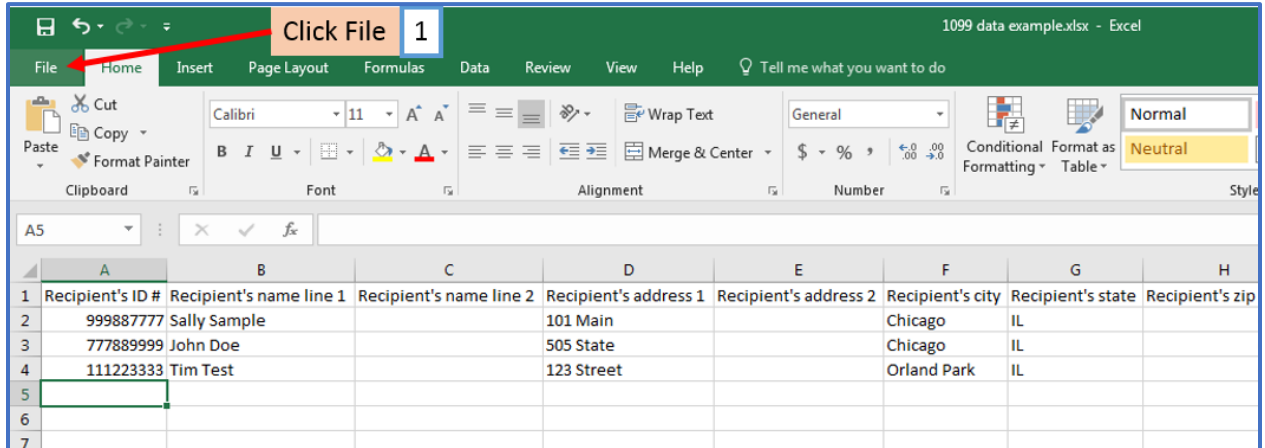 Click File 1
1099 data example.xlsx - Excel
File Home Insert Page Layout Formulas Data Review View Help Tell me what you want to do
Cut
Copy
Format Painter
Paste
Calibri 11 A A
B I U A
Wrap Text
Merge & Center
General
$ % , .00 .00
Conditional Formatting
Format as Table
Normal
Neutral
Clipboard Font Alignment Number Style
A5 fx
A B C D E F G H
1 Recipient's ID # Recipient's name line 1 Recipient's name line 2 Recipient's address 1 Recipient's address 2 Recipient's city Recipient's state Recipient's zip
2 999887777 Sally Sample 101 Main Chicago IL
3 777889999 John Doe 505 State Chicago IL
4 111223333 Tim Test 123 Street Orland Park IL
5
6
7